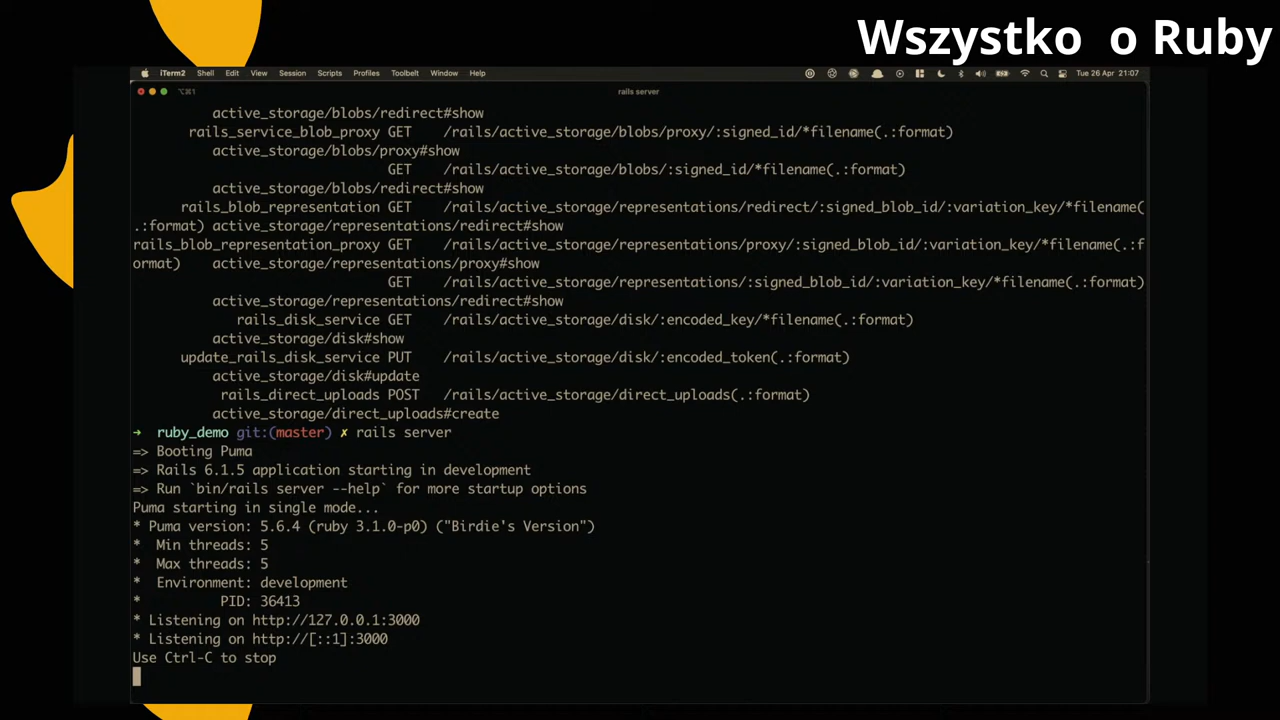 Wszystko o Ruby
iTerm2 Shell Edit View Session Scripts Profiles Toolbelt Window Help Tue 26 Apr 21:07
⌥⌘1 rails server
active_storage/blobs/redirect#show
rails_service_blob_proxy GET /rails/active_storage/blobs/proxy/:signed_id/*filename(.:format)
active_storage/blobs/proxy#show
GET /rails/active_storage/blobs/:signed_id/*filename(.:format)
active_storage/blobs/redirect#show
rails_blob_representation GET /rails/active_storage/representations/redirect/:signed_blob_id/:variation_key/*filename(
.:format) active_storage/representations/redirect#show
rails_blob_representation_proxy GET /rails/active_storage/representations/proxy/:signed_blob_id/:variation_key/*filename(.:f
ormat) active_storage/representations/proxy#show
GET /rails/active_storage/representations/:signed_blob_id/:variation_key/*filename(.:format)
active_storage/representations/redirect#show
rails_disk_service GET /rails/active_storage/disk/:encoded_key/*filename(.:format)
active_storage/disk#show
update_rails_disk_service PUT /rails/active_storage/disk/:encoded_token(.:format)
active_storage/disk#update
rails_direct_uploads POST /rails/active_storage/direct_uploads(.:format)
active_storage/direct_uploads#create
➜ ruby_demo git:(master) ✗ rails server
=> Booting Puma
=> Rails 6.1.5 application starting in development
=> Run `bin/rails server --help` for more startup options
Puma starting in single mode...
* Puma version: 5.6.4 (ruby 3.1.0-p0) ("Birdie's Version")
* Min threads: 5
* Max threads: 5
* Environment: development
* PID: 36413
* Listening on http://127.0.0.1:3000
* Listening on http://[::1]:3000
Use Ctrl-C to stop